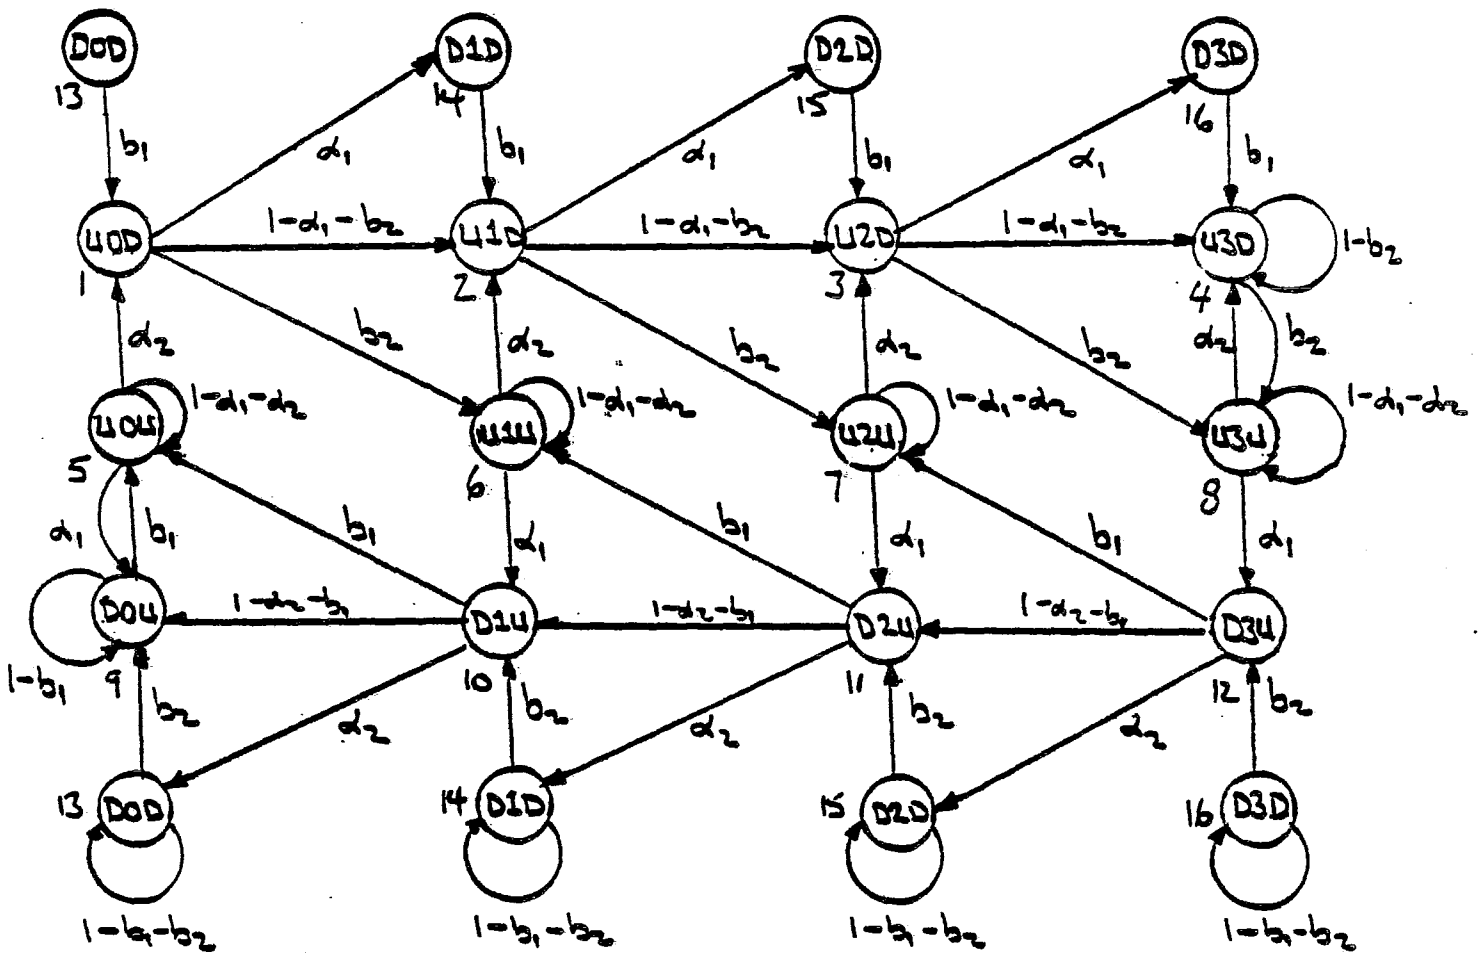 D0D D1D D2D D3D
13 14 15 16
b₁ α₁ b₁ α₁ b₁ α₁ b₁
U0D 1-α₁-b₂ U1D 1-α₁-b₂ U2D 1-α₁-b₂ U3D 1-b₂
1 2 3 4
α₂ b₂ α₂ b₂ α₂ b₂ α₂ b₂
U0U 1-α₁-α₂ U1U 1-α₁-α₂ U2U 1-α₁-α₂ U3U 1-α₁-α₂
5 6 7 8
α₁ b₁ b₁ α₁ b₁ α₁ b₁ α₁
D0U 1-α₂-b₁ D1U 1-α₂-b₁ D2U 1-α₂-b₁ D3U
1-b₁ 9 10 11 12
b₂ α₂ b₂ α₂ b₂ α₂ b₂
13 D0D 14 D1D 15 D2D 16 D3D
1-b₁-b₂ 1-b₁-b₂ 1-b₁-b₂ 1-b₁-b₂